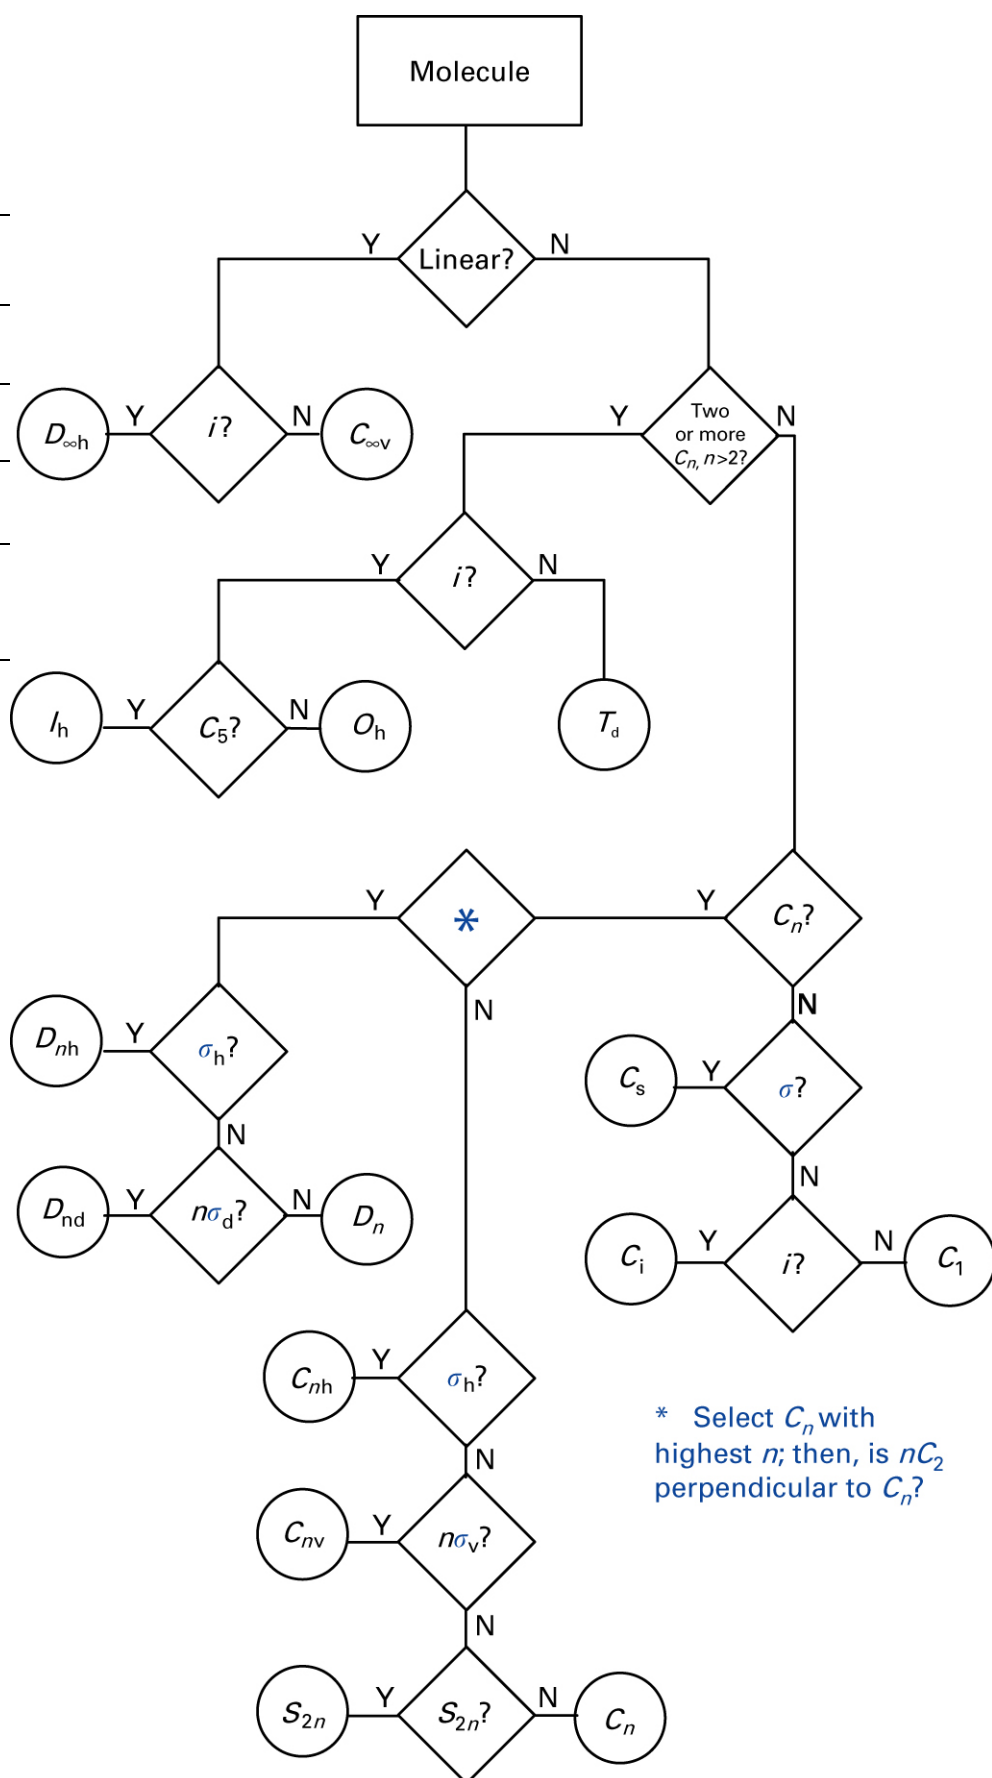 Molecule
Y
Linear?
N
D∞h
Y
i?
N
C∞v
Y
Two
or more
Cn, n>2?
N
Y
i?
N
Ih
Y
C5?
N
Oh
Td
Y
*
Y
Cn?
N
N
Dnh
Y
σh?
Cs
Y
σ?
N
N
Dnd
Y
nσd?
N
Dn
Ci
Y
i?
N
C1
Cnh
Y
σh?
N
* Select Cn with
highest n; then, is nC2
perpendicular to Cn?
Cnv
Y
nσv?
N
S2n
Y
S2n?
N
Cn